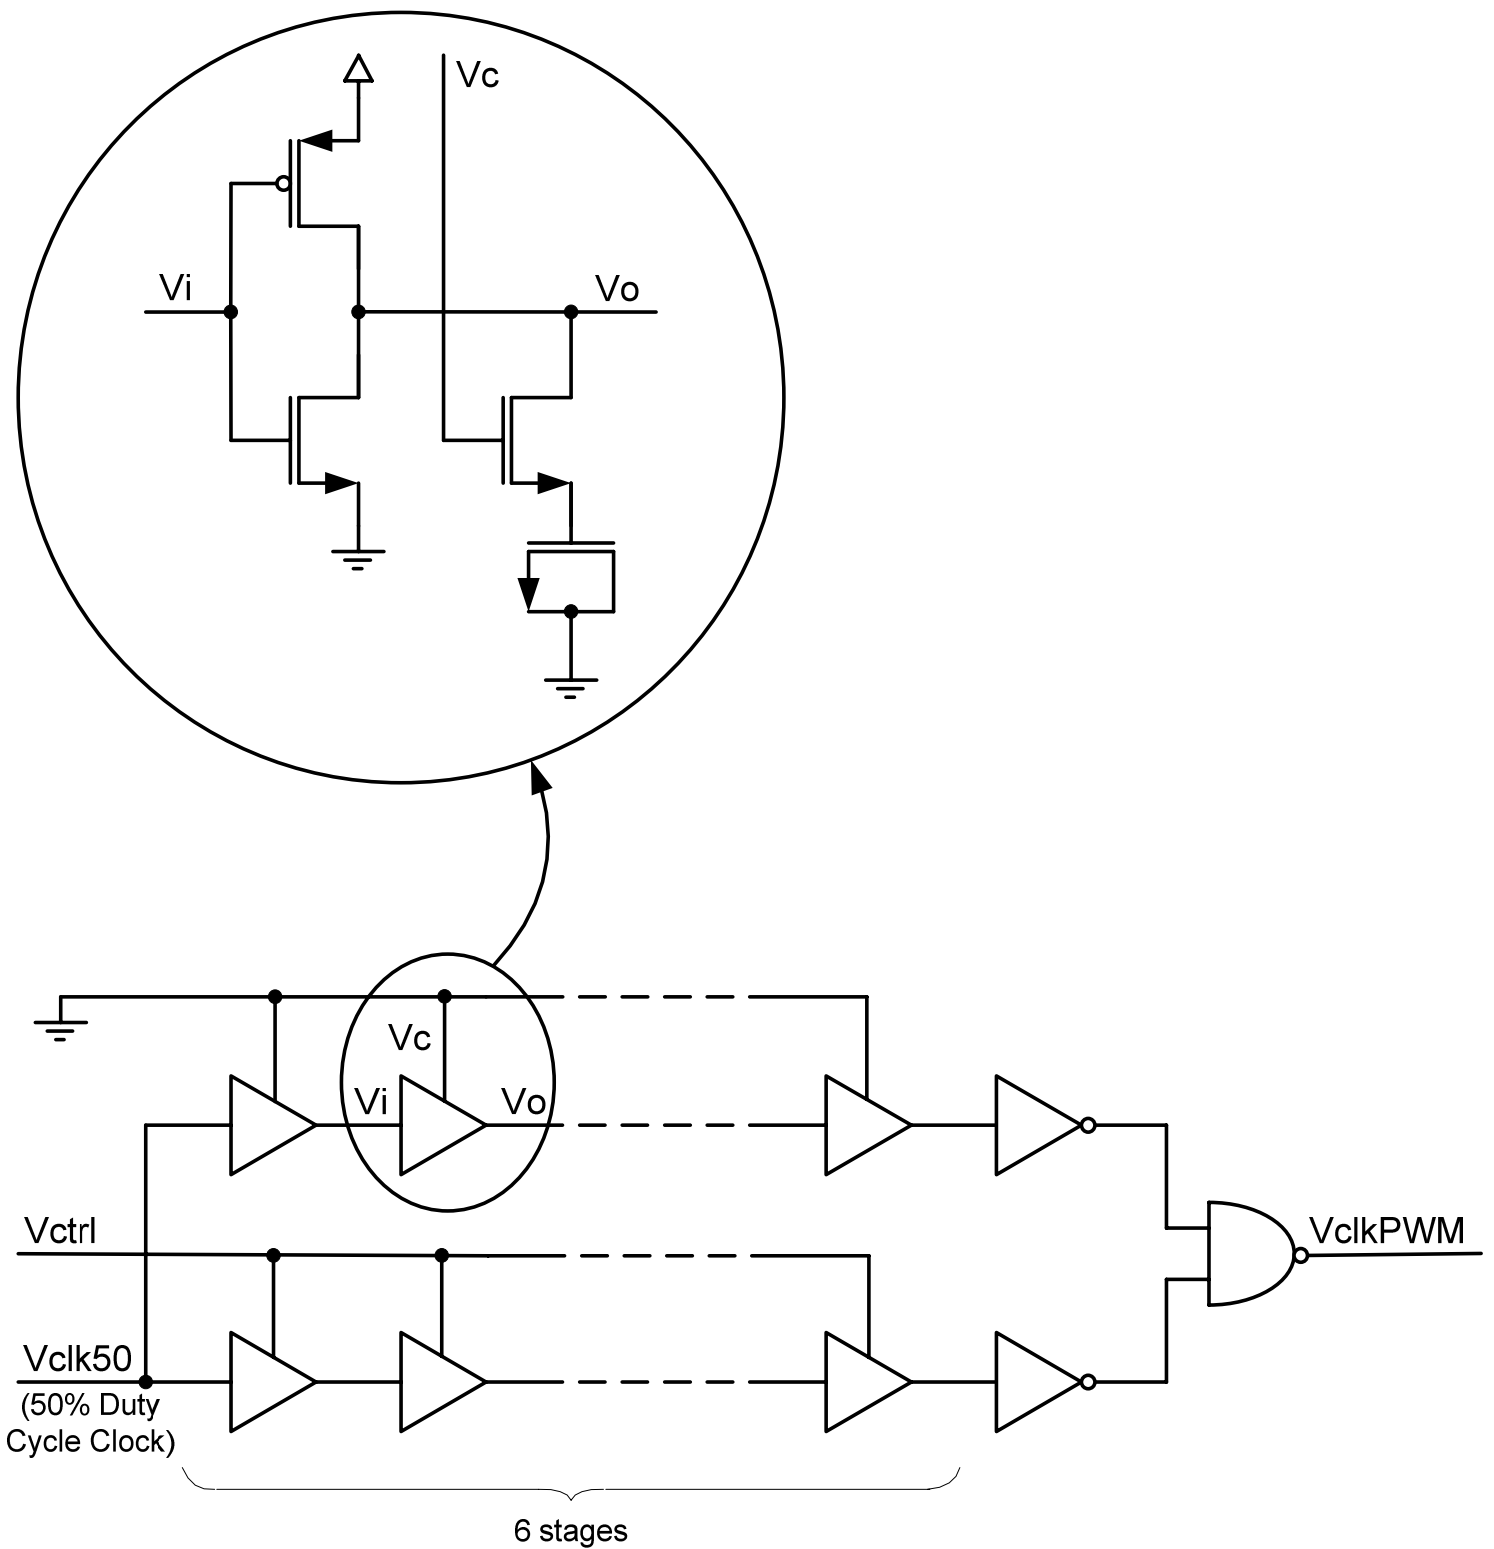 Vc
Vi
Vo
Vc
Vi
Vo
Vctrl
VclkPWM
Vclk50
(50% Duty
Cycle Clock)
6 stages